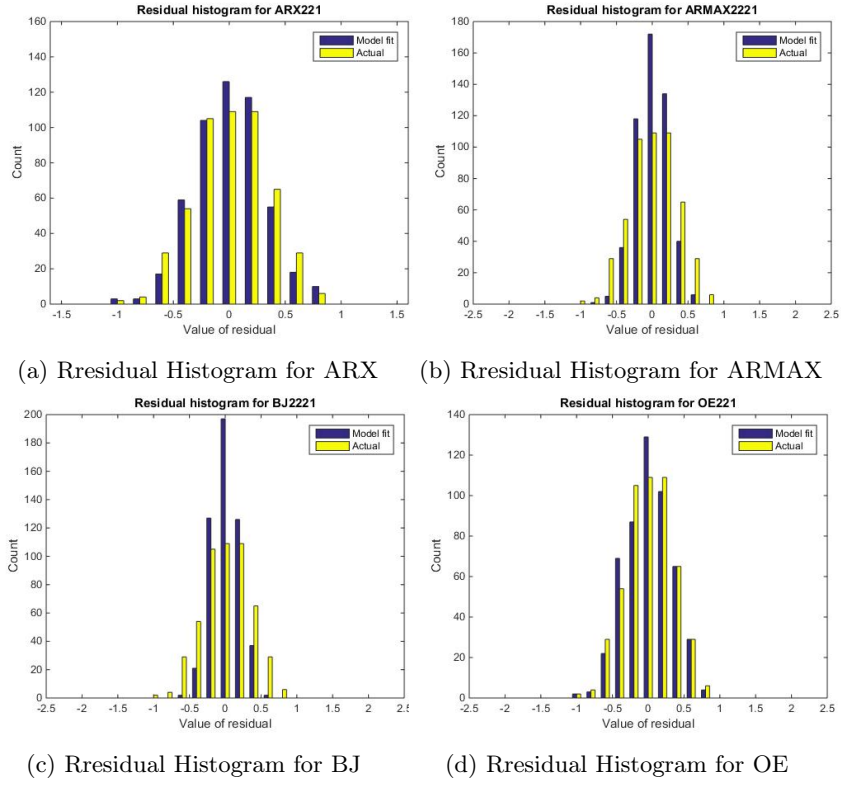 Residual histogram for ARX221
160
140
120
100
80
60
40
20
0
Count
Model fit
Actual
-1.5 -1 -0.5 0 0.5 1 1.5
Value of residual
(a) Rresidual Histogram for ARX
Residual histogram for ARMAX2221
180
160
140
120
100
80
60
40
20
0
Count
Model fit
Actual
-2.5 -2 -1.5 -1 -0.5 0 0.5 1 1.5 2 2.5
Value of residual
(b) Rresidual Histogram for ARMAX
Residual histogram for BJ2221
200
180
160
140
120
100
80
60
40
20
0
Count
Model fit
Actual
-2.5 -2 -1.5 -1 -0.5 0 0.5 1 1.5 2 2.5
Value of residual
(c) Rresidual Histogram for BJ
Residual histogram for OE221
140
120
100
80
60
40
20
0
Count
Model fit
Actual
-2.5 -2 -1.5 -1 -0.5 0 0.5 1 1.5 2 2.5
Value of residual
(d) Rresidual Histogram for OE